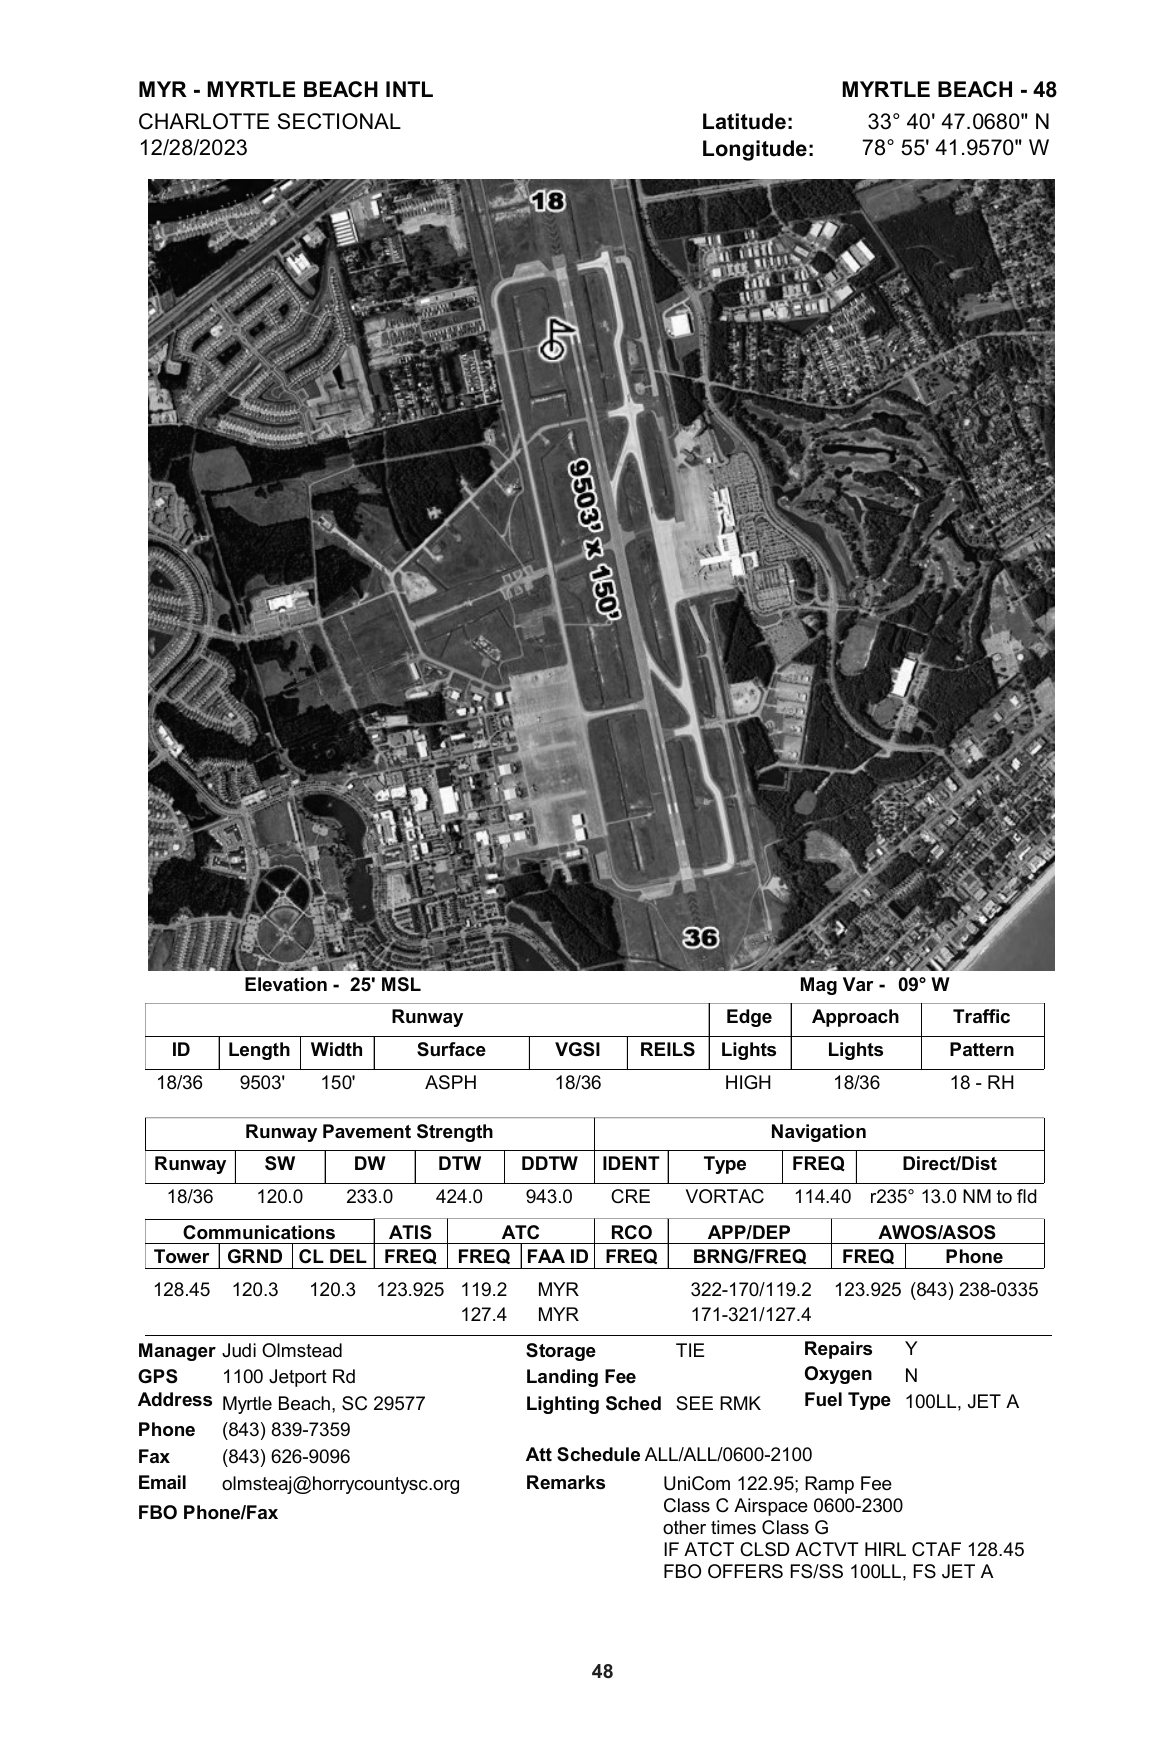 MYR - MYRTLE BEACH INTL MYRTLE BEACH - 48
CHARLOTTE SECTIONAL Latitude: 33° 40' 47.0680" N
12/28/2023 Longitude: 78° 55' 41.9570" W
18
9503' x 150'
36
Elevation - 25' MSL Mag Var - 09° W
Runway Edge Approach Traffic
ID Length Width Surface VGSI REILS Lights Lights Pattern
18/36 9503' 150' ASPH 18/36 HIGH 18/36 18 - RH
Runway Pavement Strength Navigation
Runway SW DW DTW DDTW IDENT Type FREQ Direct/Dist
18/36 120.0 233.0 424.0 943.0 CRE VORTAC 114.40 r235° 13.0 NM to fld
Communications ATIS ATC RCO APP/DEP AWOS/ASOS
Tower GRND CL DEL FREQ FREQ FAA ID FREQ BRNG/FREQ FREQ Phone
128.45 120.3 120.3 123.925 119.2 MYR 322-170/119.2 123.925 (843) 238-0335
127.4 MYR 171-321/127.4
Manager Judi Olmstead Storage TIE Repairs Y
GPS 1100 Jetport Rd Landing Fee Oxygen N
Address Myrtle Beach, SC 29577 Lighting Sched SEE RMK Fuel Type 100LL, JET A
Phone (843) 839-7359
Fax (843) 626-9096 Att Schedule ALL/ALL/0600-2100
Email olmsteaj@horrycountysc.org Remarks UniCom 122.95; Ramp Fee
Class C Airspace 0600-2300
FBO Phone/Fax other times Class G
IF ATCT CLSD ACTVT HIRL CTAF 128.45
FBO OFFERS FS/SS 100LL, FS JET A
48